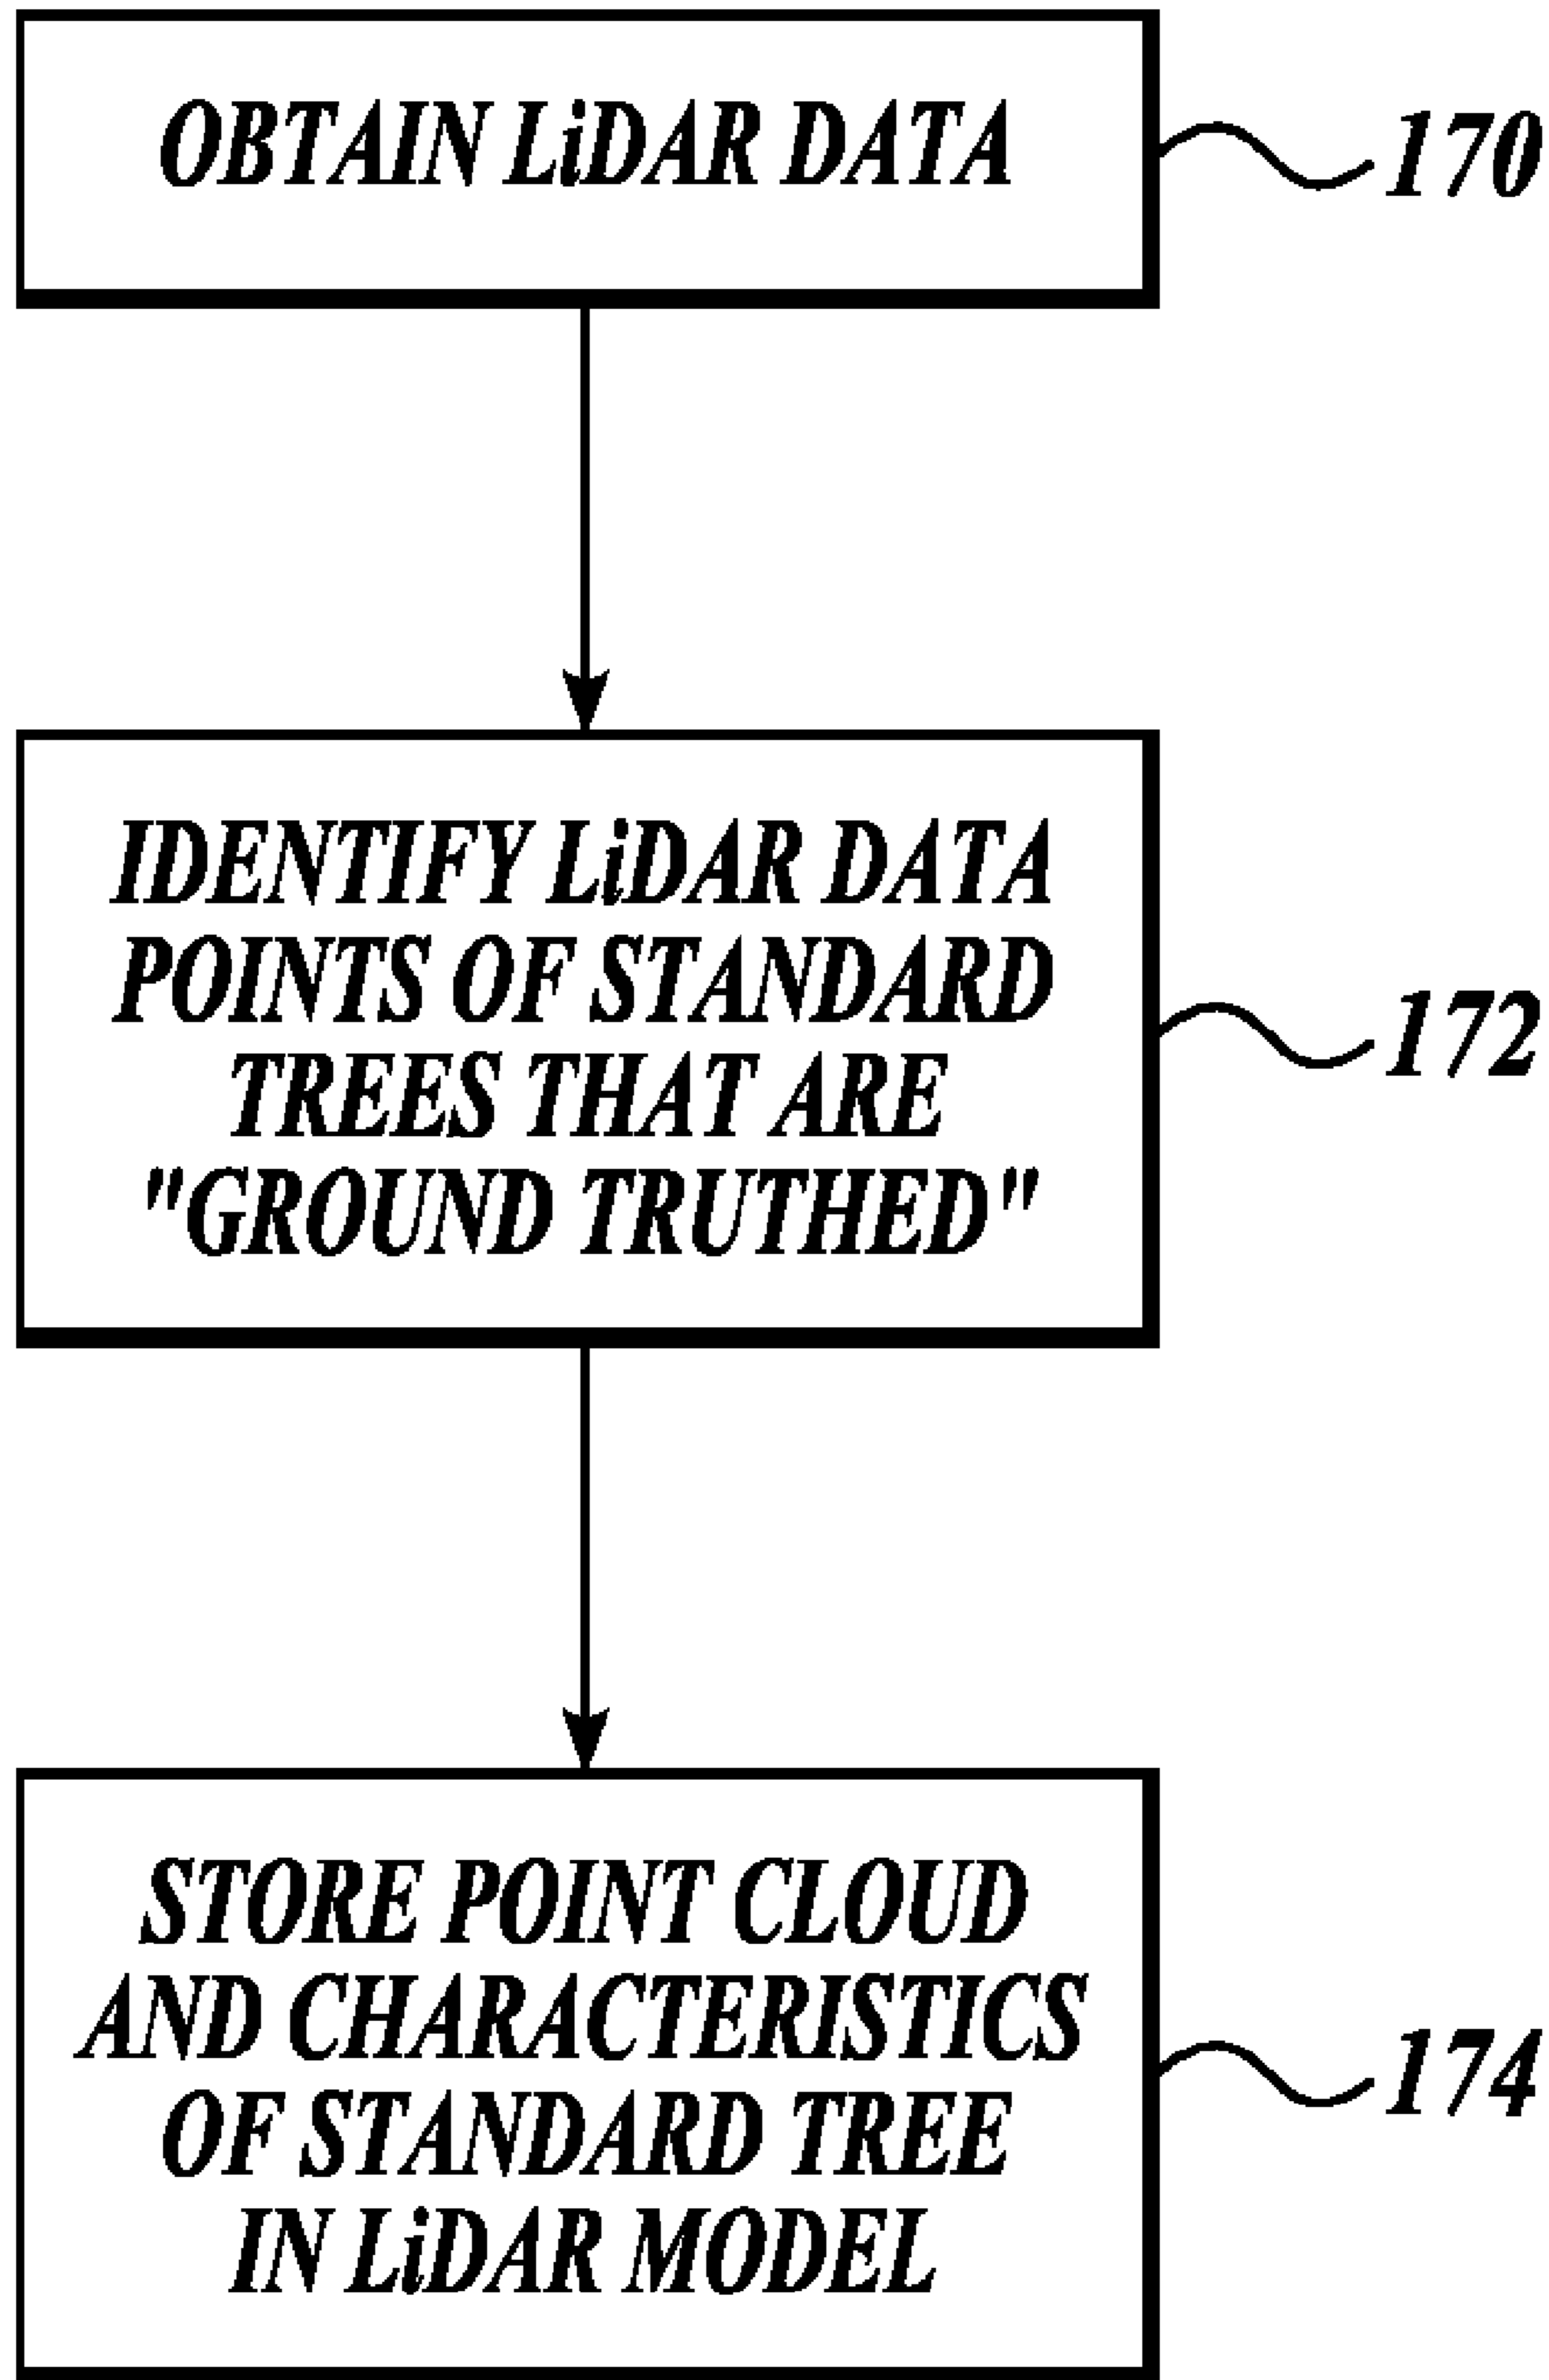 OBTAIN LiDAR DATA
170
IDENTIFY LiDAR DATA
POINTS OF STANDARD
TREES THAT ARE
"GROUND TRUTHED"
172
STORE POINT CLOUD
AND CHARACTERISTICS
OF STANDARD TREE
IN LiDAR MODEL
174